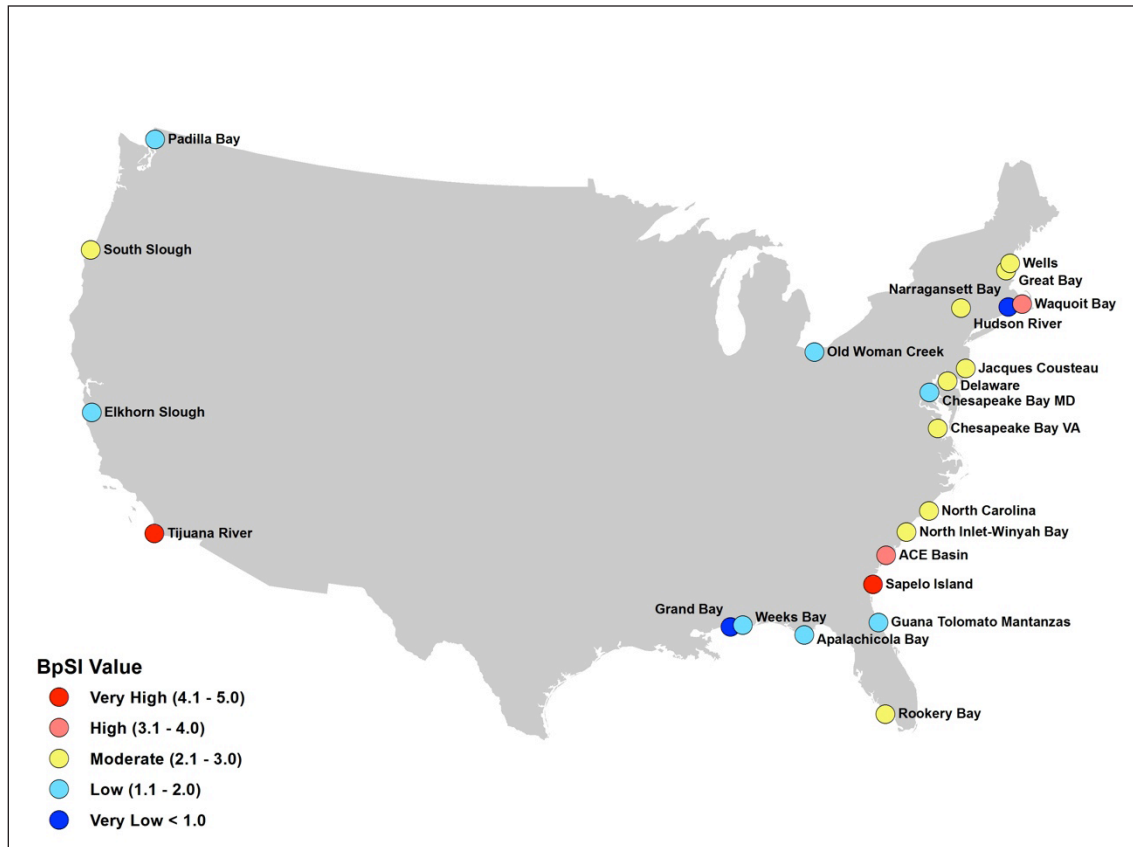 Padilla Bay
South Slough
Wells
Great Bay
Narragansett Bay
Waquoit Bay
Hudson River
Old Woman Creek
Jacques Cousteau
Delaware
Chesapeake Bay MD
Elkhorn Slough
Chesapeake Bay VA
North Carolina
Tijuana River
North Inlet-Winyah Bay
ACE Basin
Sapelo Island
Grand Bay
Weeks Bay
Guana Tolomato Mantanzas
Apalachicola Bay
Rookery Bay
BpSI Value
Very High (4.1 - 5.0)
High (3.1 - 4.0)
Moderate (2.1 - 3.0)
Low (1.1 - 2.0)
Very Low < 1.0